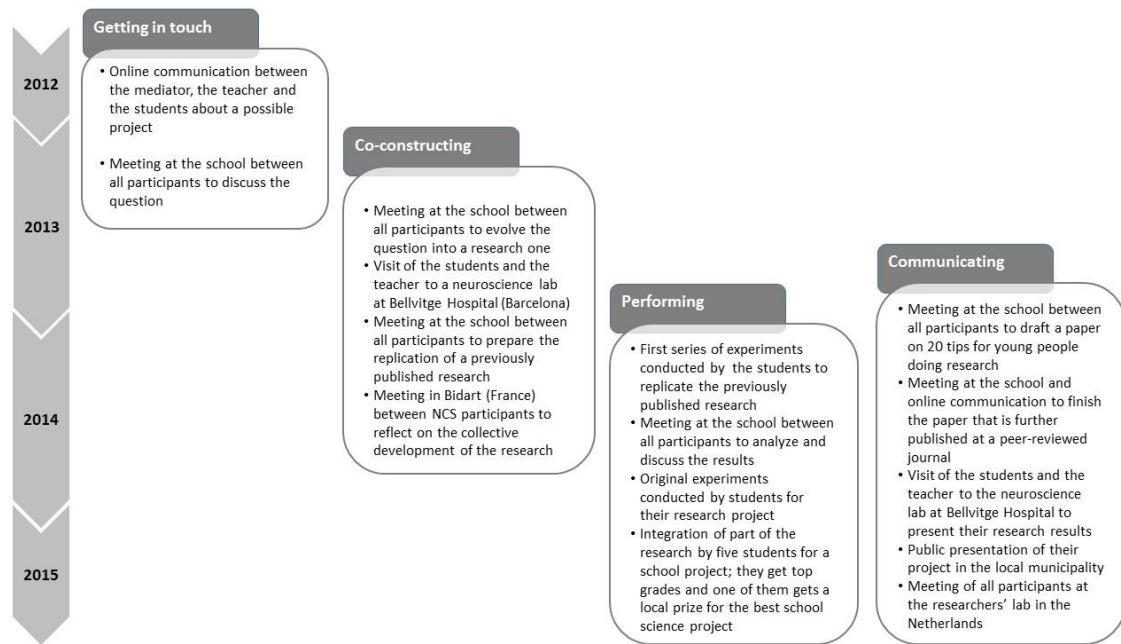 2012
2013
2014
2015
Getting in touch
• Online communication between
the mediator, the teacher and
the students about a possible
project
• Meeting at the school between
all participants to discuss the
question
Co-constructing
• Meeting at the school between
all participants to evolve the
question into a research one
• Visit of the students and the
teacher to a neuroscience lab
at Bellvitge Hospital (Barcelona)
• Meeting at the school between
all participants to prepare the
replication of a previously
published research
• Meeting in Bidart (France)
between NCS participants to
reflect on the collective
development of the research
Performing
• First series of experiments
conducted by the students to
replicate the previously
published research
• Meeting at the school between
all participants to analyze and
discuss the results
• Original experiments
conducted by students for
their research project
• Integration of part of the
research by five students for a
school project; they get top
grades and one of them gets a
local prize for the best school
science project
Communicating
• Meeting at the school between
all participants to draft a paper
on 20 tips for young people
doing research
• Meeting at the school and
online communication to finish
the paper that is further
published at a peer-reviewed
journal
• Visit of the students and the
teacher to the neuroscience
lab at Bellvitge Hospital to
present their research results
• Public presentation of their
project in the local municipality
• Meeting of all participants at
the researchers’ lab in the
Netherlands